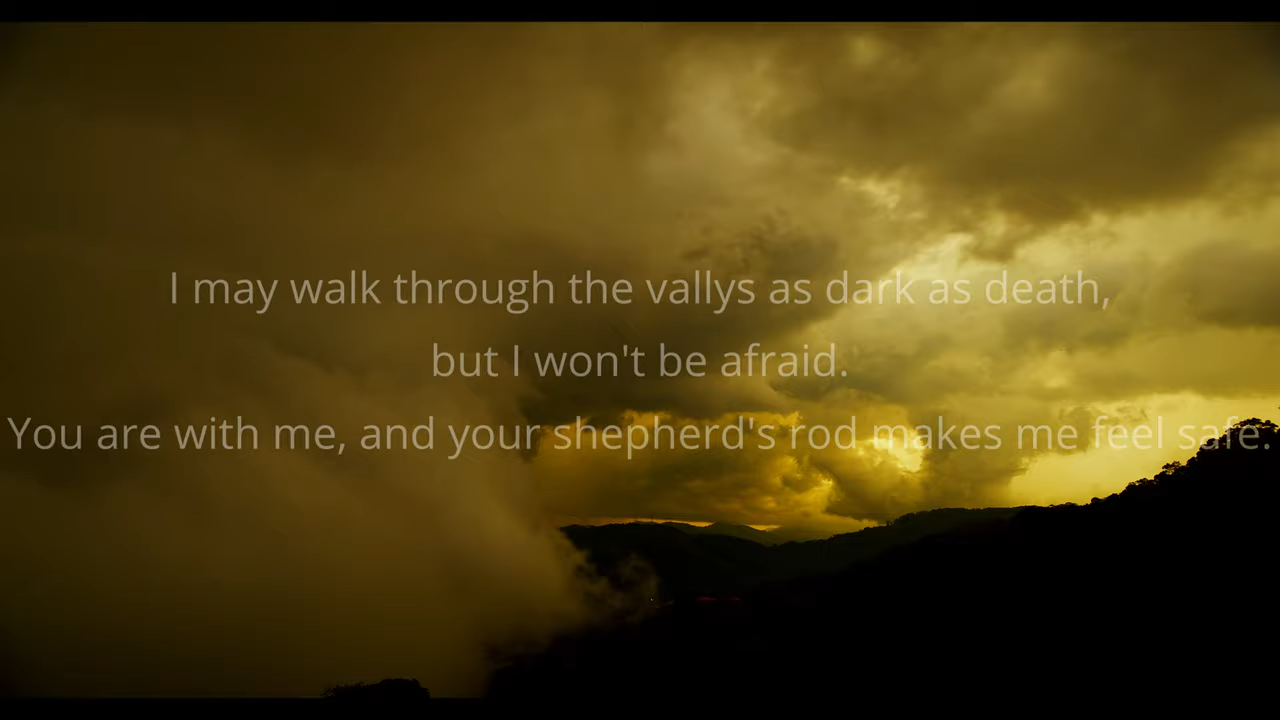 I may walk through the vallys as dark as death,
but I won't be afraid.
You are with me, and your shepherd's rod makes me feel safe.